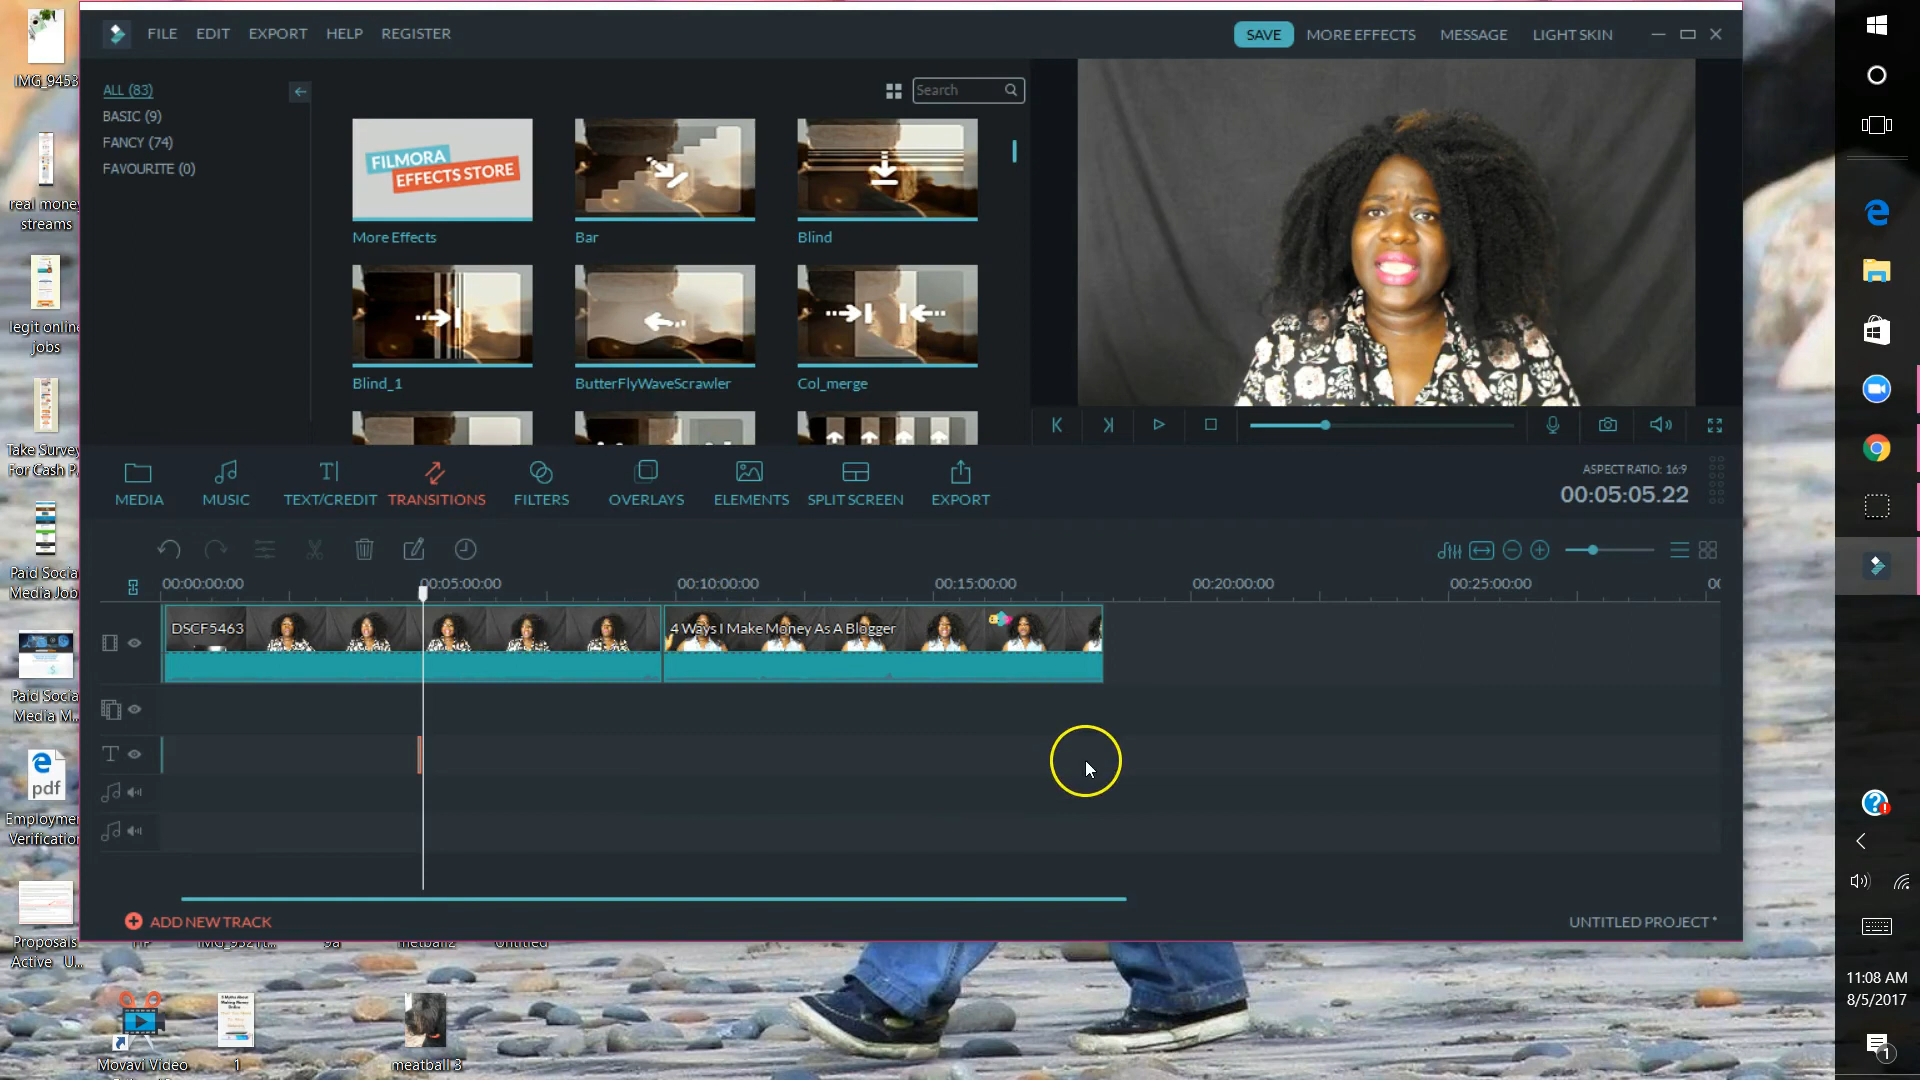 FILE EDIT EXPORT HELP REGISTER
SAVE MORE EFFECTS MESSAGE LIGHT SKIN
ALL (83)
BASIC (9)
FANCY (74)
FAVOURITE (0)
Search
FILMORA
EFFECTS STORE
More Effects
Bar
Blind
Blind_1
ButterFlyWaveScrawler
Col_merge
MEDIA
MUSIC
TEXT/CREDIT
TRANSITIONS
FILTERS
OVERLAYS
ELEMENTS
SPLIT SCREEN
EXPORT
ASPECT RATIO: 16:9
00:05:05.22
00:00:00:00
00:05:00:00
00:10:00:00
00:15:00:00
00:20:00:00
00:25:00:00
DSCF5463
4 Ways I Make Money As A Blogger
ADD NEW TRACK
UNTITLED PROJECT *
IMG_9453
real money
streams
legit online
jobs
Take Survey
For Cash P
Paid Socia
Media Job
Paid Socia
Media M...
pdf
Employme
Verification
Proposals
Active U...
Movavi Video
1
meatball 3
11:08 AM
8/5/2017
1